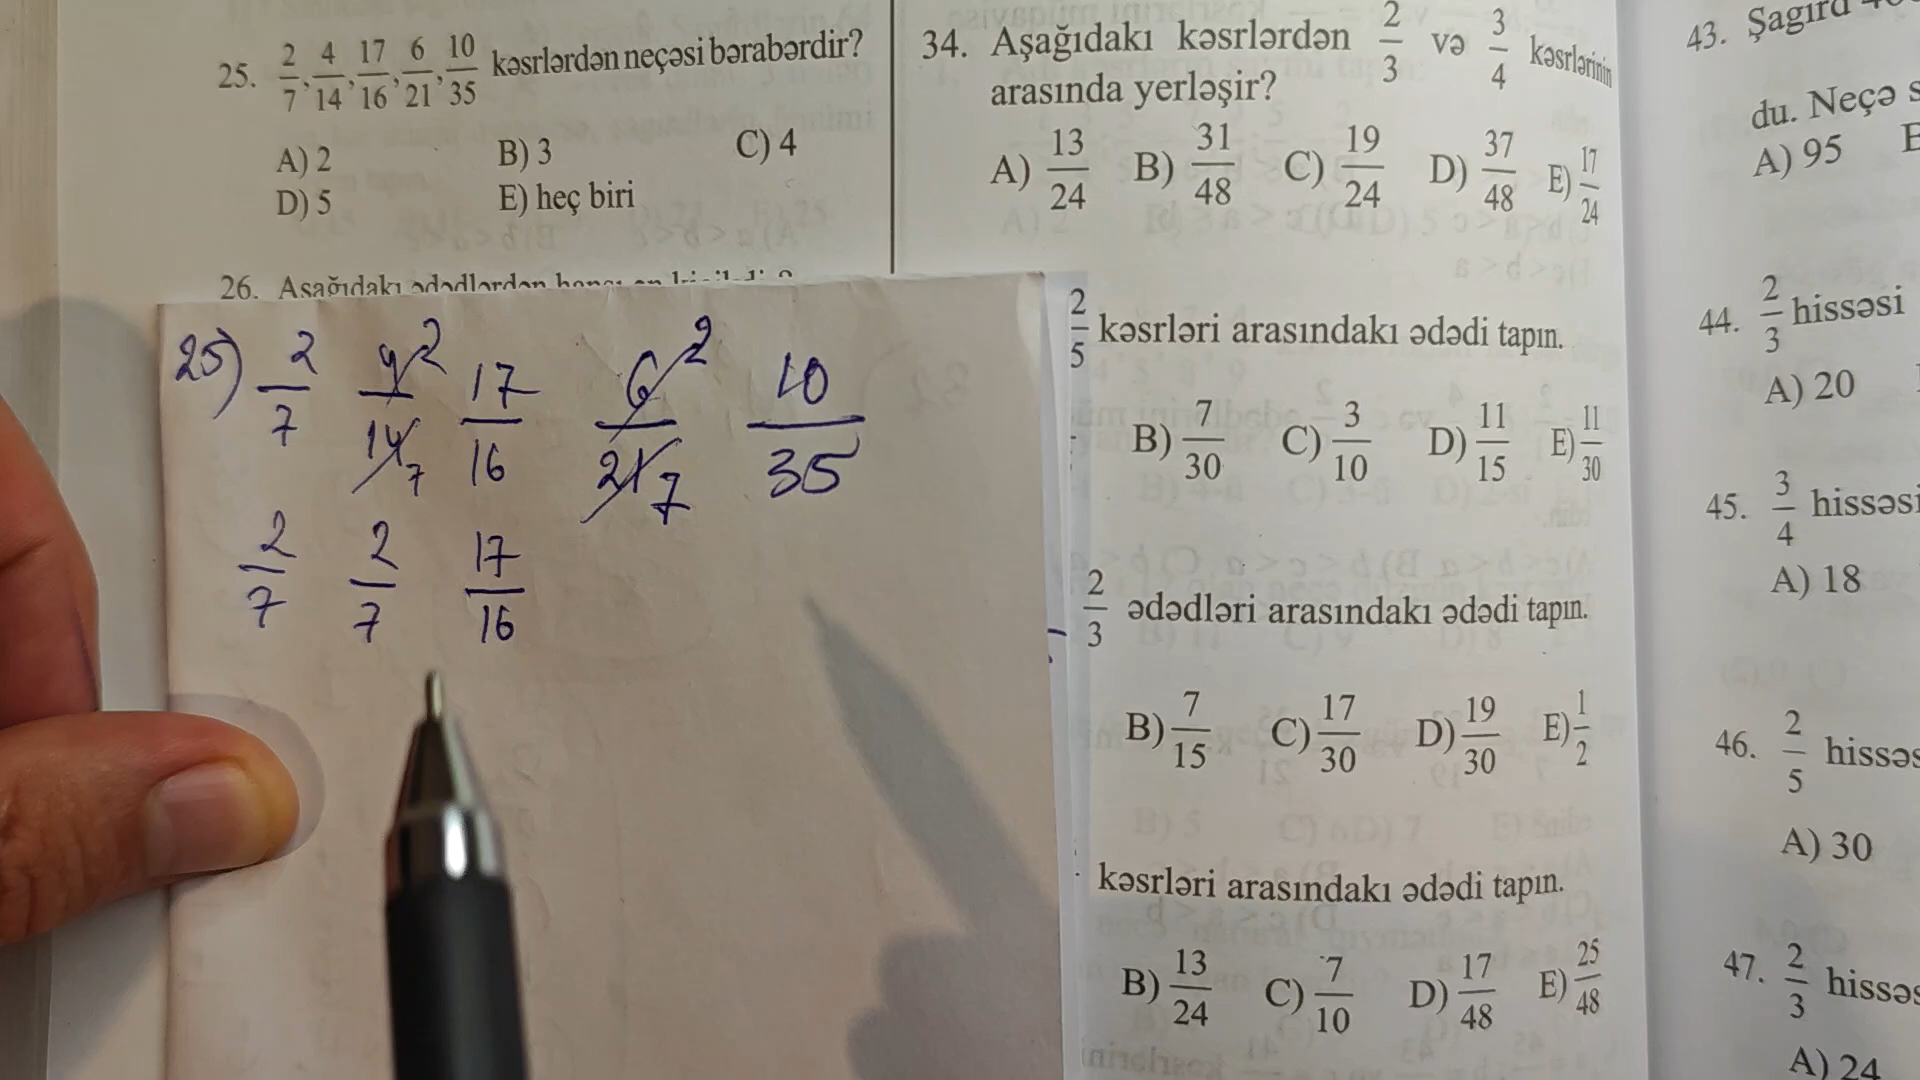 25. 2/7, 4/14, 17/16, 6/21, 10/35 kəsrlərdən neçəsi bərabərdir?
A) 2 B) 3 C) 4
D) 5 E) heç biri
26. Aşağıdakı ədədlərdən
25) 2/7 4/14 2 7 17/16 6/21 2 7 10/35
2/7 2/7 17/16
34. Aşağıdakı kəsrlərdən 2/3 və 3/4 kəsrlərinin
arasında yerləşir?
A) 13/24 B) 31/48 C) 19/24 D) 37/48 E) 17/24
2/5 kəsrləri arasındakı ədədi tapın.
B) 7/30 C) 3/10 D) 11/15 E) 11/30
2/3 ədədləri arasındakı ədədi tapın.
B) 7/15 C) 17/30 D) 19/30 E) 1/2
kəsrləri arasındakı ədədi tapın.
B) 13/24 C) 7/10 D) 17/48 E) 25/48
43. Şagird
du. Neçə
A) 95
44. 2/3 hissəsi
A) 20
45. 3/4 hissəsi
A) 18
46. 2/5
A) 30
47. 2/3
A) 24